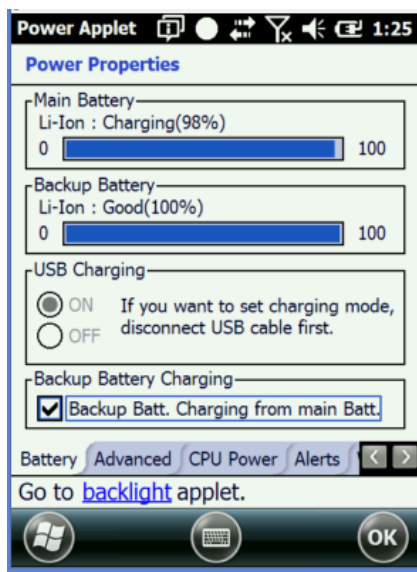 Power Applet 1:25
Power Properties
Main Battery
Li-Ion : Charging(98%)
0 100
Backup Battery
Li-Ion : Good(100%)
0 100
USB Charging
ON If you want to set charging mode,
OFF disconnect USB cable first.
Backup Battery Charging
Backup Batt. Charging from main Batt.
Battery Advanced CPU Power Alerts
Go to backlight applet.
OK